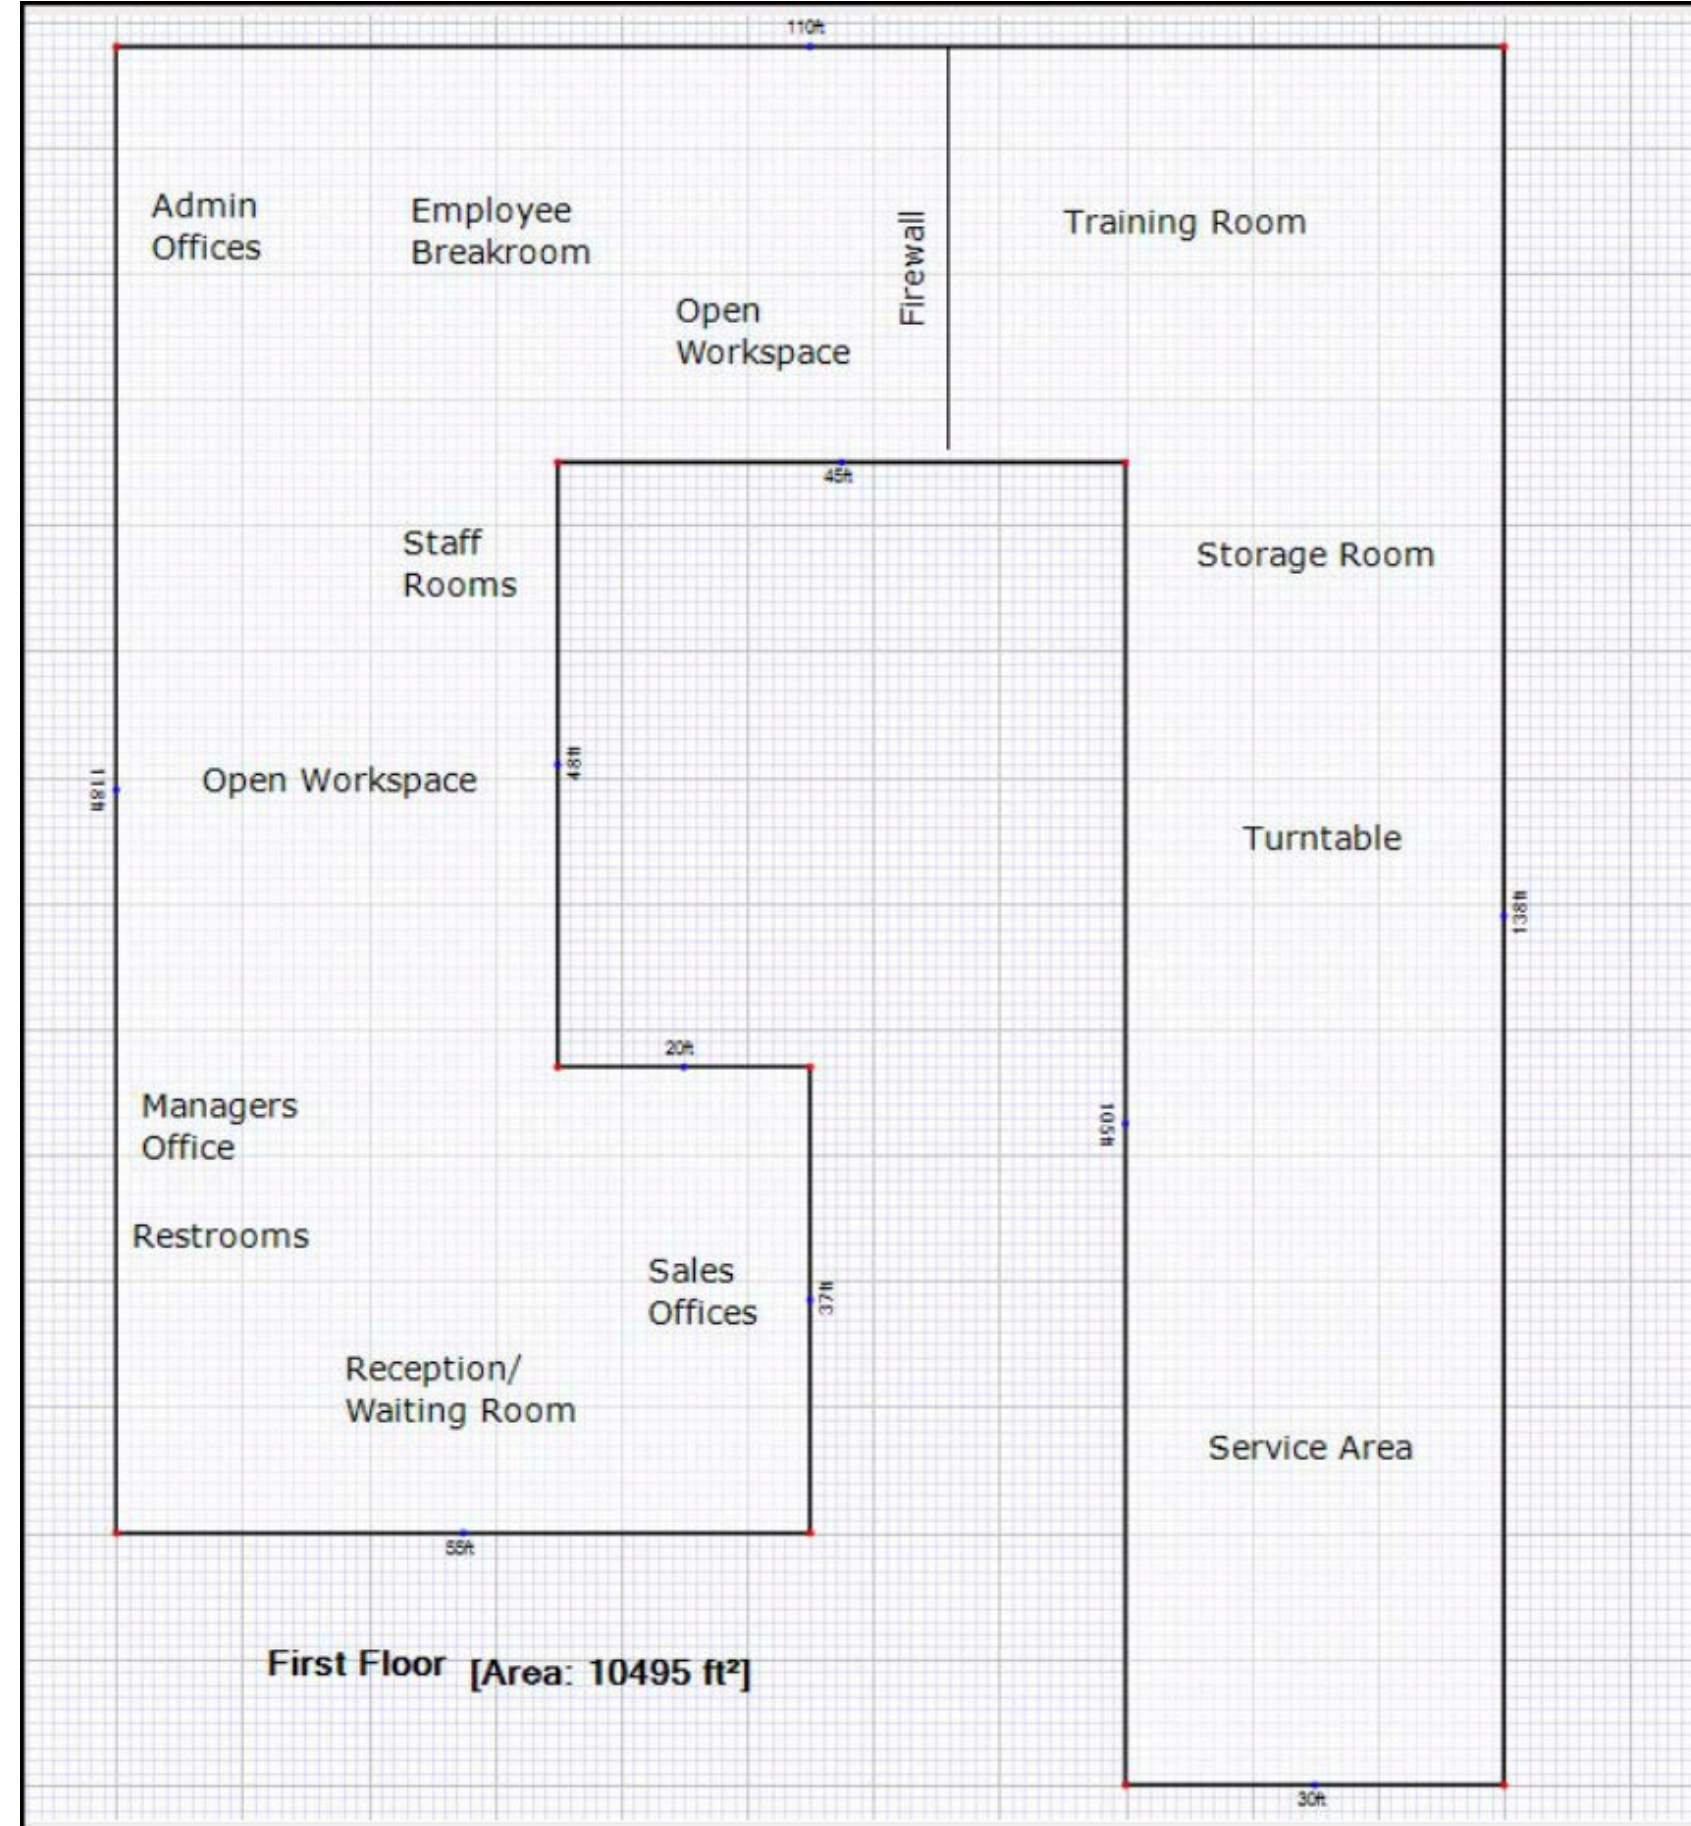 110ft
Admin
Offices
Employee
Breakroom
Open
Workspace
Firewall
Training Room
45ft
Staff
Rooms
Storage Room
48ft
118ft
Open Workspace
Turntable
138ft
20ft
Managers
Office
105ft
Restrooms
Sales
Offices
37ft
Reception/
Waiting Room
Service Area
55ft
First Floor [Area: 10495 ft²]
30ft